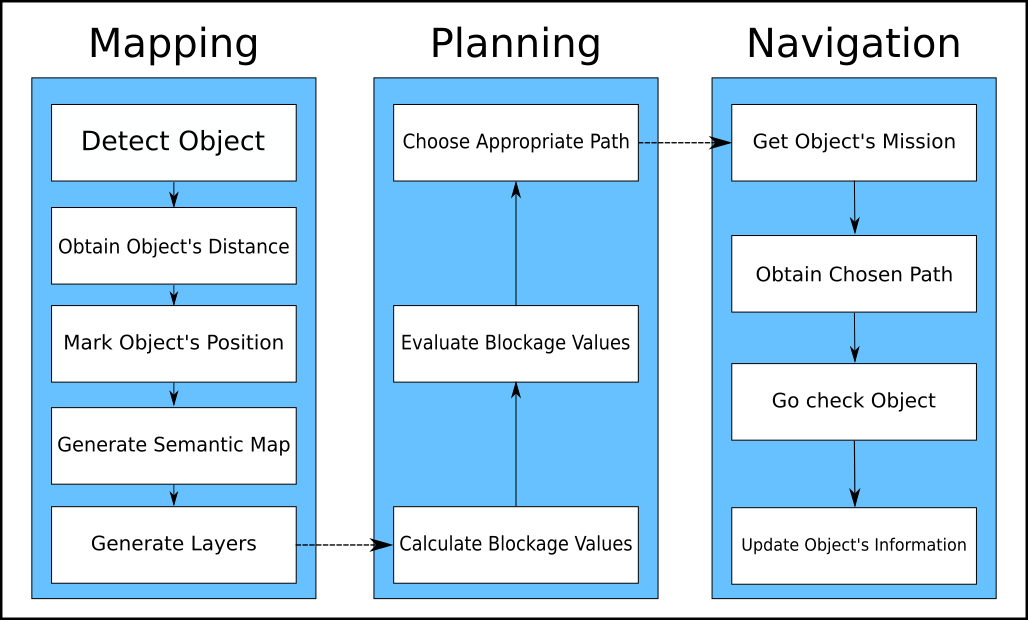 Mapping
Planning
Navigation
Detect Object
Obtain Object's Distance
Mark Object's Position
Generate Semantic Map
Generate Layers
Choose Appropriate Path
Evaluate Blockage Values
Calculate Blockage Values
Get Object's Mission
Obtain Chosen Path
Go check Object
Update Object's Information